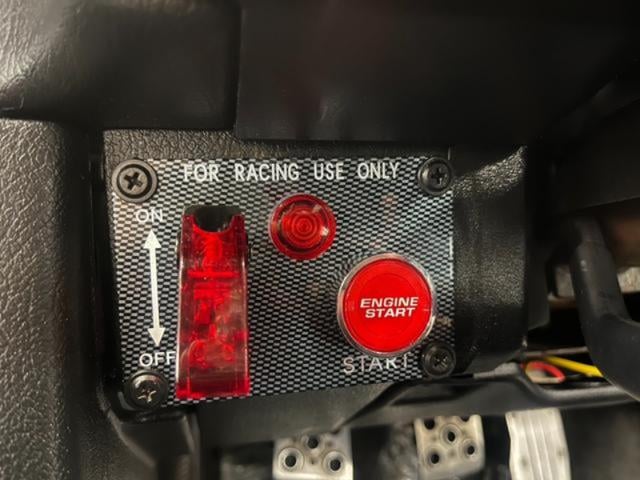 FOR RACING USE ONLY
ON
ENGINE
START
OFF
START